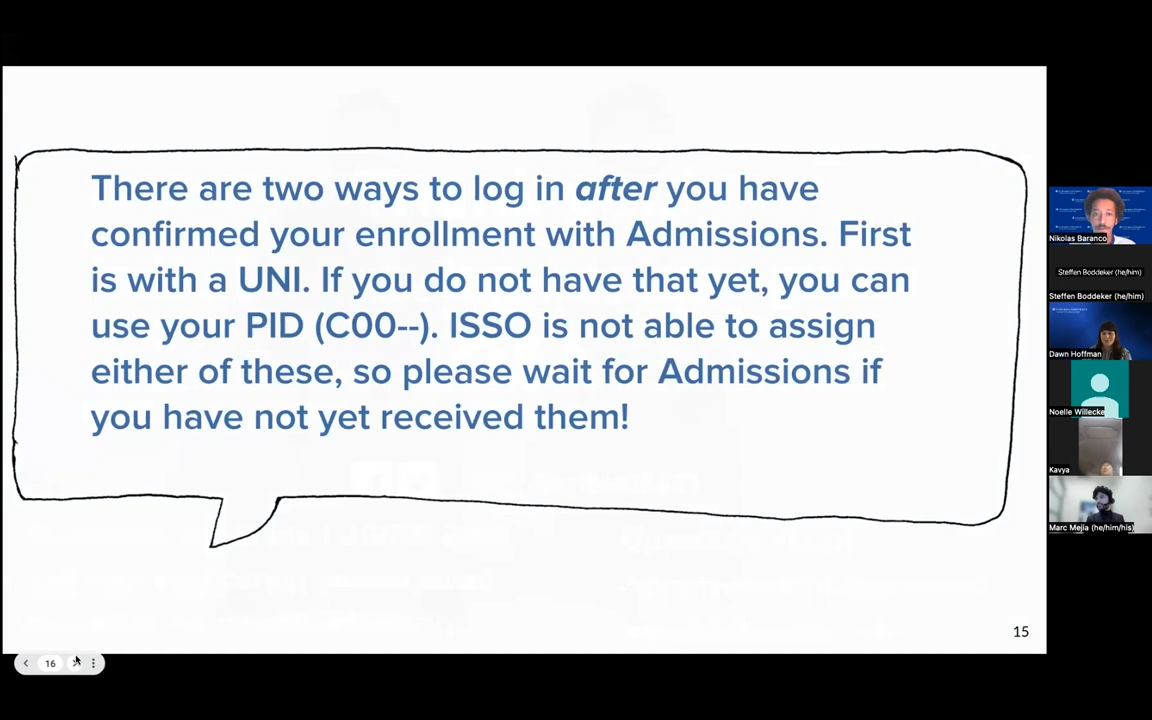 There are two ways to log in after you have
confirmed your enrollment with Admissions. First
is with a UNI. If you do not have that yet, you can
use your PID (C00--). ISSO is not able to assign
either of these, so please wait for Admissions if
you have not yet received them!
15
16
Nikolas Baranco
Steffen Boddeker (he/him)
Steffen Boddeker (he/him)
Dawn Hoffman
Noelle Willecke
Kavya
Marc Mejia (he/him/his)